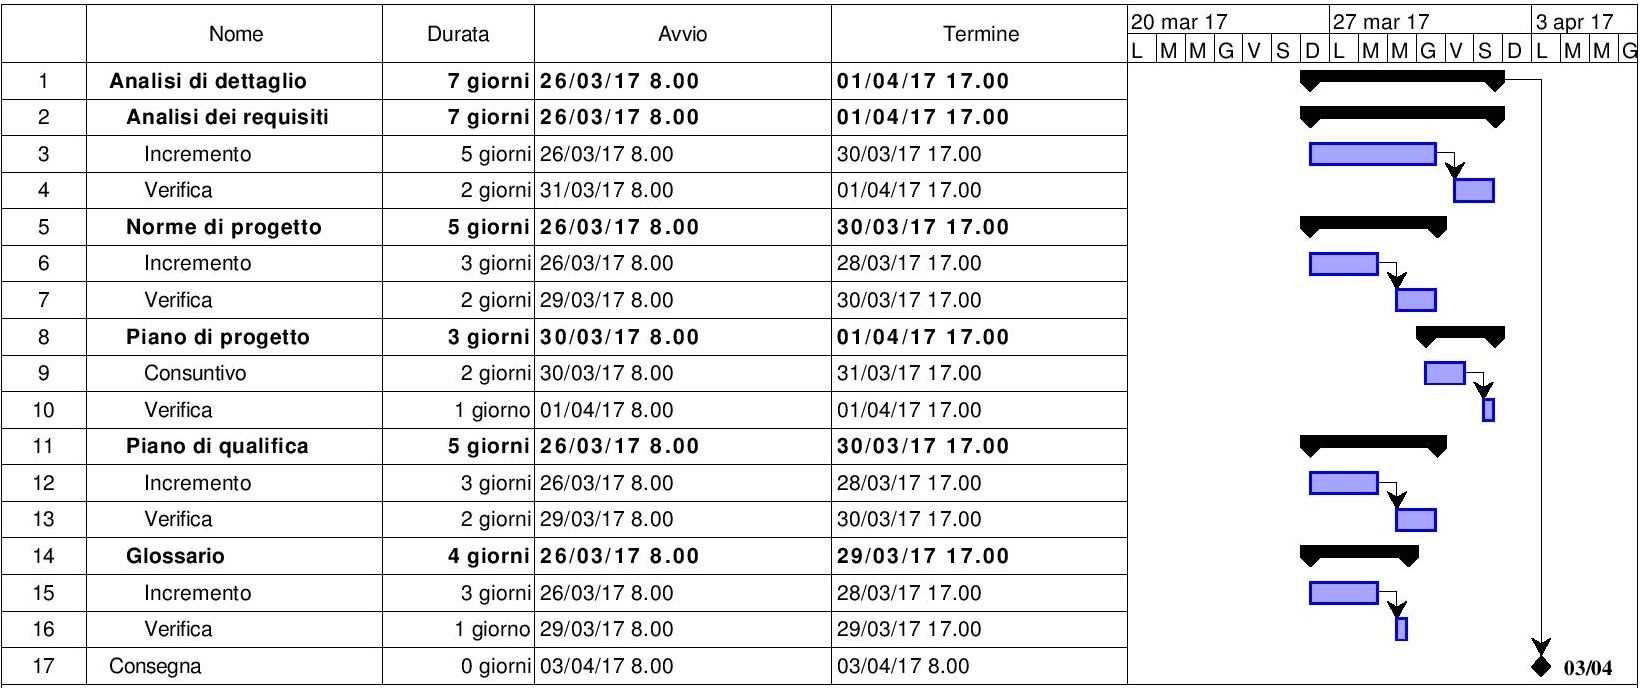 Nome Durata Avvio Termine 20 mar 17 27 mar 17 3 apr 17
L M M G V S D L M M G V S D L M M G
1 Analisi di dettaglio 7 giorni 26/03/17 8.00 01/04/17 17.00
2 Analisi dei requisiti 7 giorni 26/03/17 8.00 01/04/17 17.00
3 Incremento 5 giorni 26/03/17 8.00 30/03/17 17.00
4 Verifica 2 giorni 31/03/17 8.00 01/04/17 17.00
5 Norme di progetto 5 giorni 26/03/17 8.00 30/03/17 17.00
6 Incremento 3 giorni 26/03/17 8.00 28/03/17 17.00
7 Verifica 2 giorni 29/03/17 8.00 30/03/17 17.00
8 Piano di progetto 3 giorni 30/03/17 8.00 01/04/17 17.00
9 Consuntivo 2 giorni 30/03/17 8.00 31/03/17 17.00
10 Verifica 1 giorno 01/04/17 8.00 01/04/17 17.00
11 Piano di qualifica 5 giorni 26/03/17 8.00 30/03/17 17.00
12 Incremento 3 giorni 26/03/17 8.00 28/03/17 17.00
13 Verifica 2 giorni 29/03/17 8.00 30/03/17 17.00
14 Glossario 4 giorni 26/03/17 8.00 29/03/17 17.00
15 Incremento 3 giorni 26/03/17 8.00 28/03/17 17.00
16 Verifica 1 giorno 29/03/17 8.00 29/03/17 17.00
17 Consegna 0 giorni 03/04/17 8.00 03/04/17 8.00 03/04